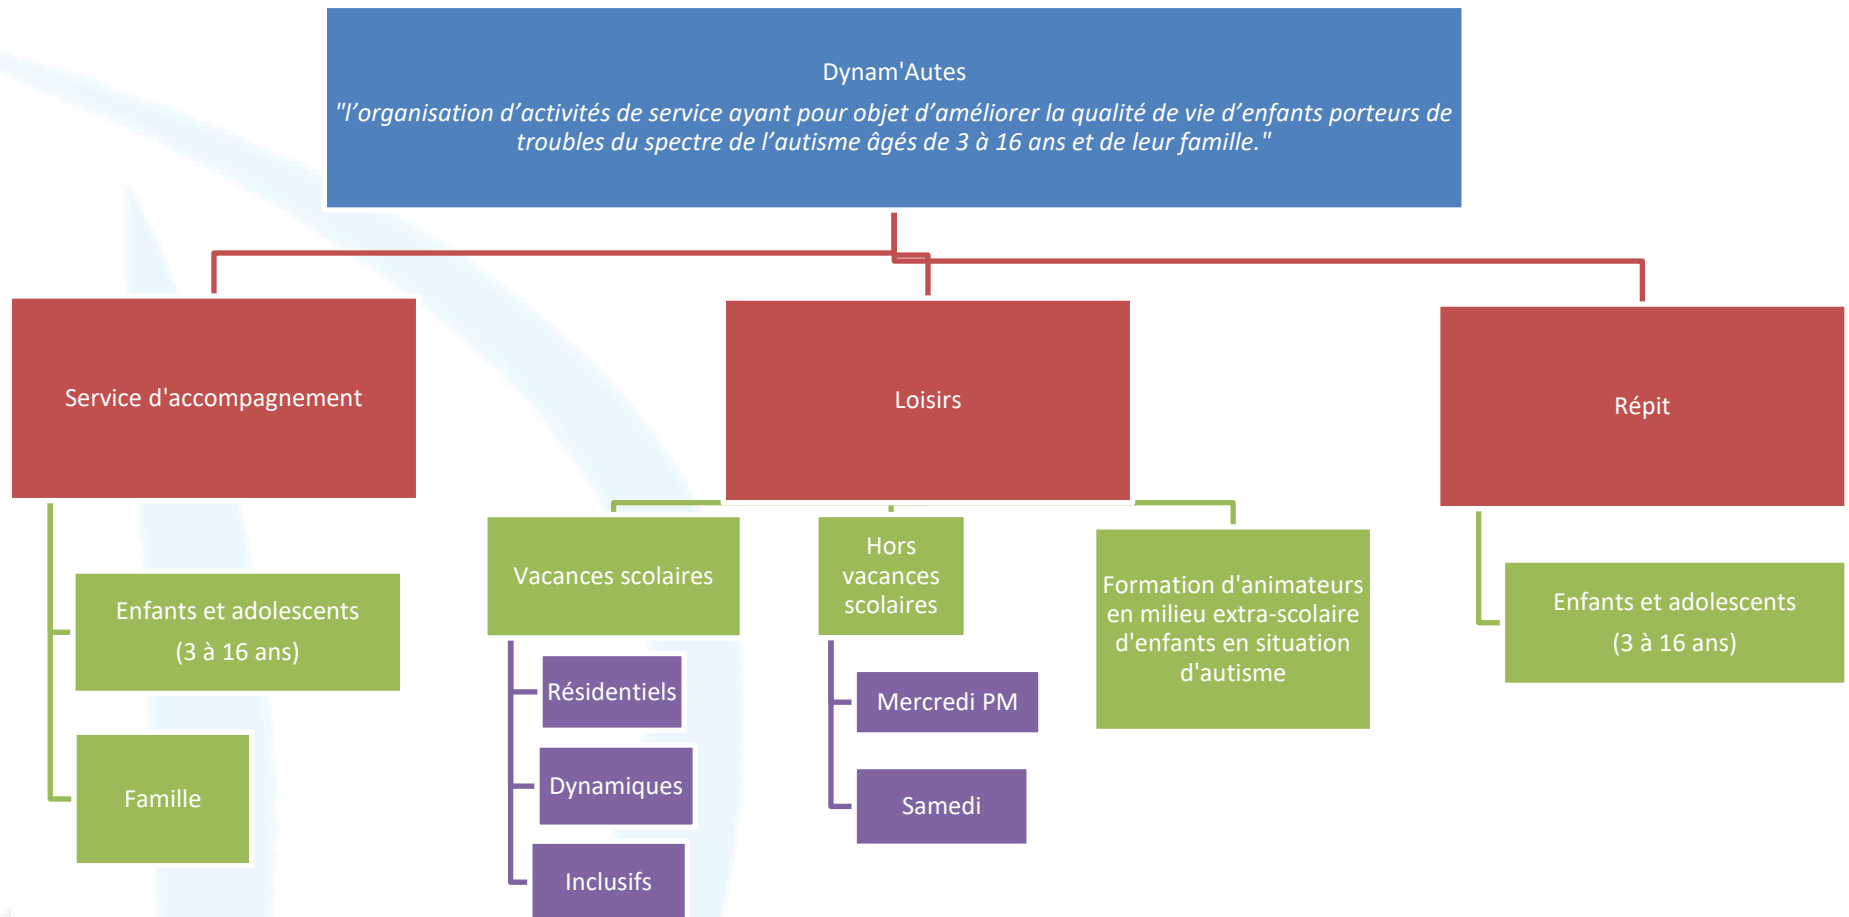 Dynam'Autes
"l’organisation d’activités de service ayant pour objet d’améliorer la qualité de vie d’enfants porteurs de
troubles du spectre de l’autisme âgés de 3 à 16 ans et de leur famille."
Service d'accompagnement
Enfants et adolescents
(3 à 16 ans)
Famille
Loisirs
Vacances scolaires
Résidentiels
Dynamiques
Inclusifs
Hors
vacances
scolaires
Mercredi PM
Samedi
Formation d'animateurs
en milieu extra-scolaire
d'enfants en situation
d'autisme
Répit
Enfants et adolescents
(3 à 16 ans)